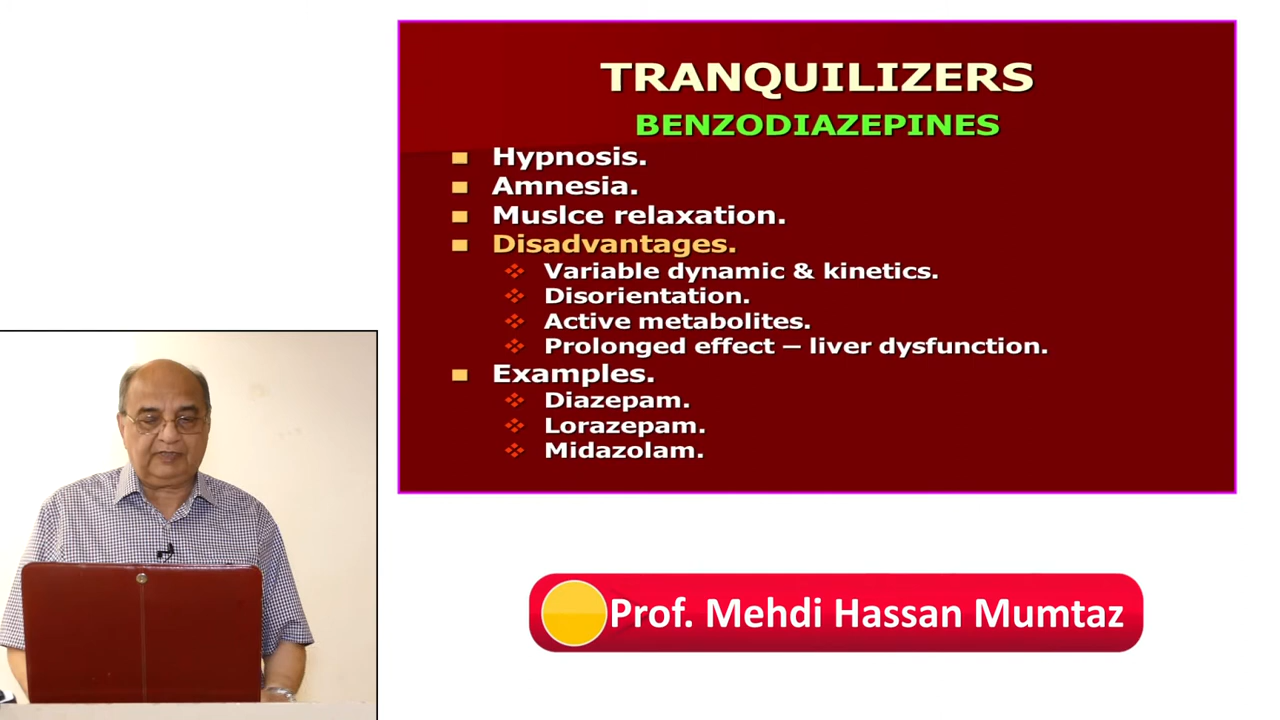 TRANQUILIZERS
BENZODIAZEPINES
Hypnosis.
Amnesia.
Muslce relaxation.
Disadvantages.
Variable dynamic & kinetics.
Disorientation.
Active metabolites.
Prolonged effect – liver dysfunction.
Examples.
Diazepam.
Lorazepam.
Midazolam.
Prof. Mehdi Hassan Mumtaz